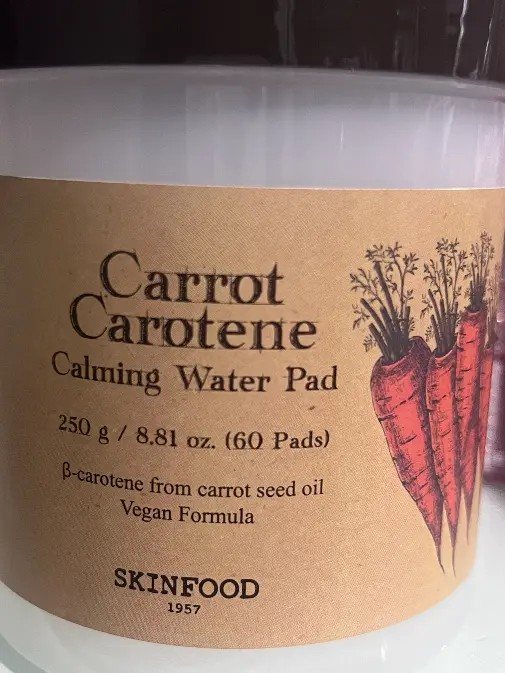 Carrot
Carotene
Calming Water Pad
250 g / 8.81 oz. (60 Pads)
β-carotene from carrot seed oil
Vegan Formula
SKINFOOD
1957